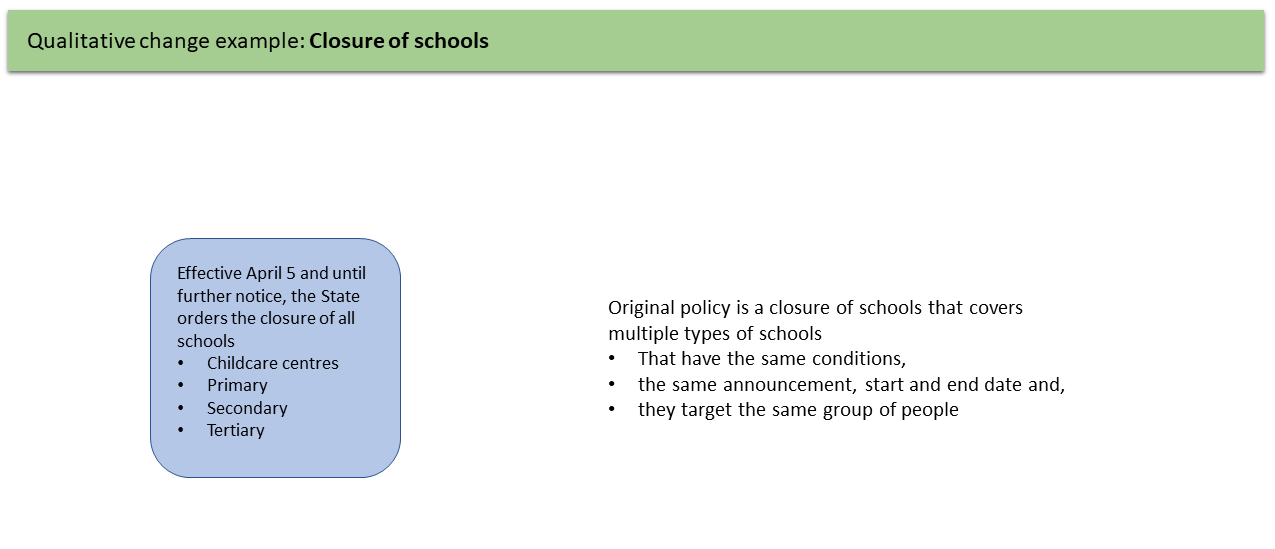 Qualitative change example: Closure of schools
Effective April 5 and until
further notice, the State
orders the closure of all
schools
• Childcare centres
• Primary
• Secondary
• Tertiary
Original policy is a closure of schools that covers
multiple types of schools
• That have the same conditions,
• the same announcement, start and end date and,
• they target the same group of people